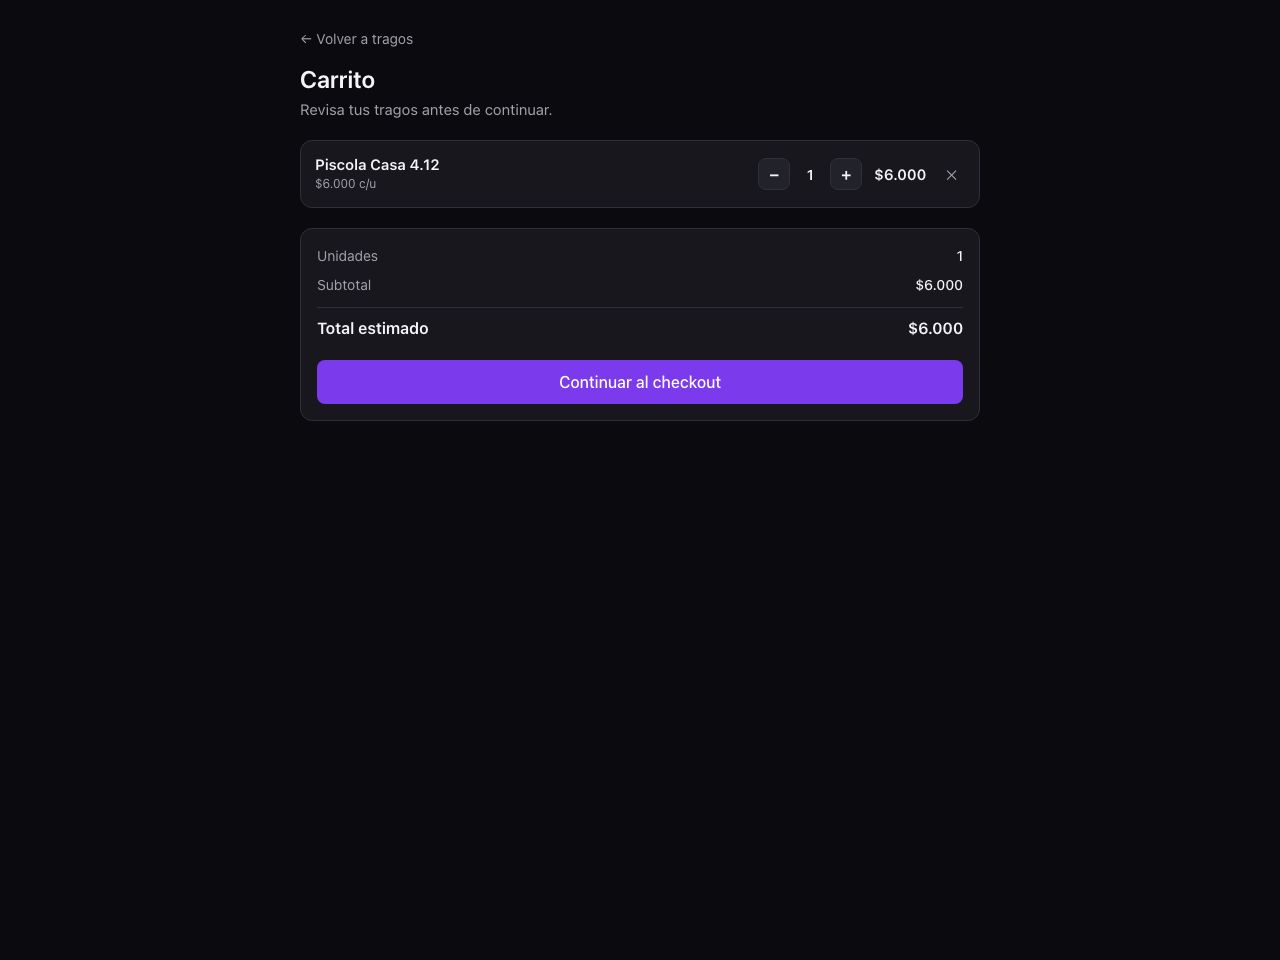 ← Volver a tragos
Carrito
Revisa tus tragos antes de continuar.
Piscola Casa 4.12
$6.000 c/u
− 1 + $6.000 ×
Unidades 1
Subtotal $6.000
Total estimado $6.000
Continuar al checkout